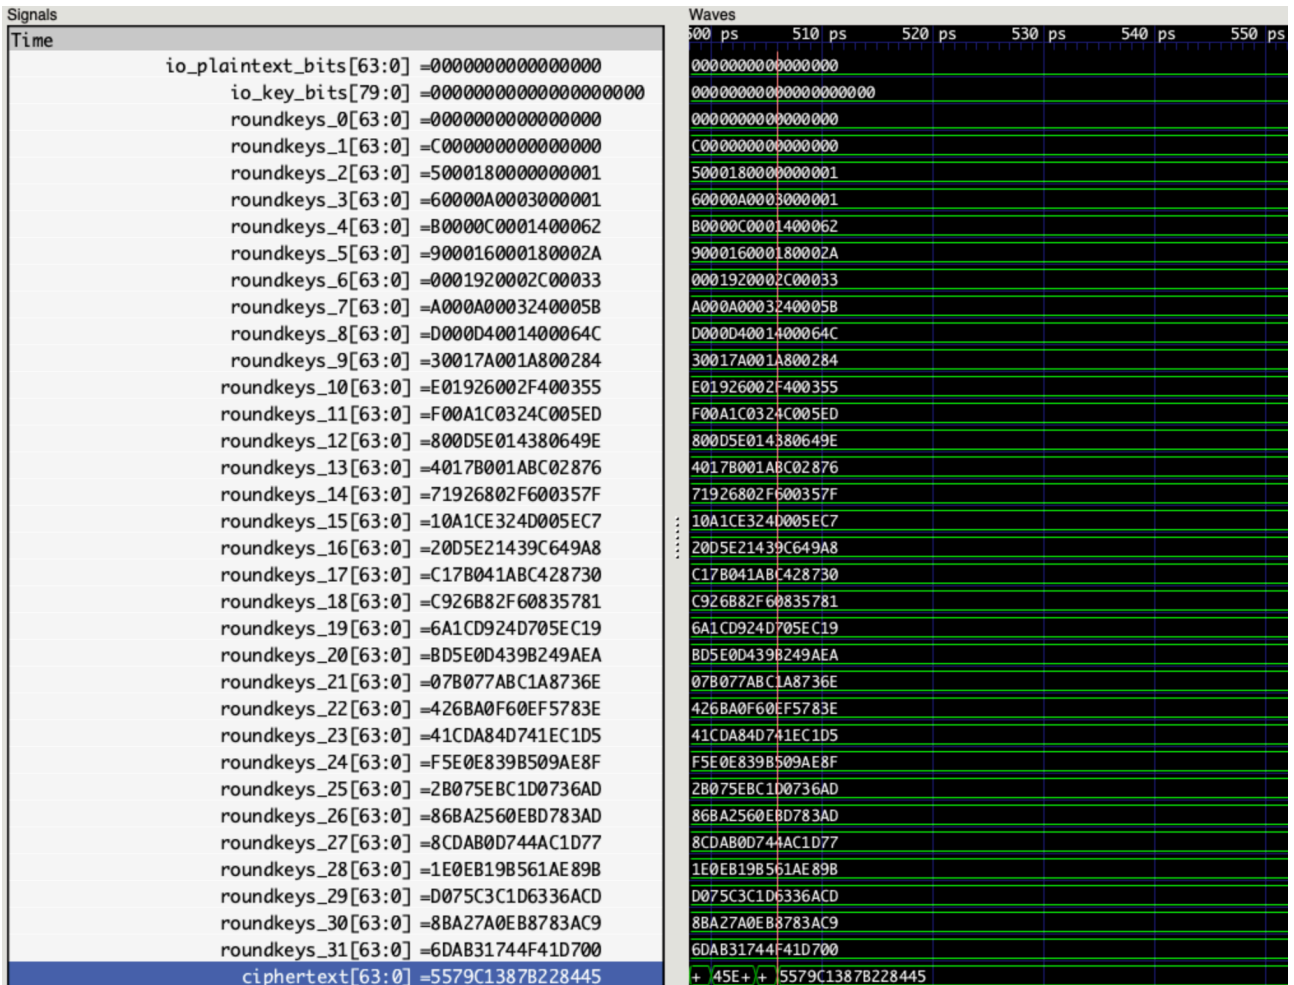 Signals
Waves
Time
500 ps 510 ps 520 ps 530 ps 540 ps 550 ps
io_plaintext_bits[63:0] =0000000000000000 0000000000000000
io_key_bits[79:0] =00000000000000000000 00000000000000000000
roundkeys_0[63:0] =0000000000000000 0000000000000000
roundkeys_1[63:0] =C000000000000000 C000000000000000
roundkeys_2[63:0] =5000180000000001 5000180000000001
roundkeys_3[63:0] =60000A0003000001 60000A0003000001
roundkeys_4[63:0] =B0000C0001400062 B0000C0001400062
roundkeys_5[63:0] =900016000180002A 900016000180002A
roundkeys_6[63:0] =0001920002C00033 0001920002C00033
roundkeys_7[63:0] =A000A0003240005B A000A0003240005B
roundkeys_8[63:0] =D000D4001400064C D000D4001400064C
roundkeys_9[63:0] =30017A001A800284 30017A001A800284
roundkeys_10[63:0] =E01926002F400355 E01926002F400355
roundkeys_11[63:0] =F00A1C0324C005ED F00A1C0324C005ED
roundkeys_12[63:0] =800D5E014380649E 800D5E014380649E
roundkeys_13[63:0] =4017B001ABC02876 4017B001ABC02876
roundkeys_14[63:0] =71926802F600357F 71926802F600357F
roundkeys_15[63:0] =10A1CE324D005EC7 10A1CE324D005EC7
roundkeys_16[63:0] =20D5E21439C649A8 20D5E21439C649A8
roundkeys_17[63:0] =C17B041ABC428730 C17B041ABC428730
roundkeys_18[63:0] =C926B82F60835781 C926B82F60835781
roundkeys_19[63:0] =6A1CD924D705EC19 6A1CD924D705EC19
roundkeys_20[63:0] =BD5E0D439B249AEA BD5E0D439B249AEA
roundkeys_21[63:0] =07B077ABC1A8736E 07B077ABC1A8736E
roundkeys_22[63:0] =426BA0F60EF5783E 426BA0F60EF5783E
roundkeys_23[63:0] =41CDA84D741EC1D5 41CDA84D741EC1D5
roundkeys_24[63:0] =F5E0E839B509AE8F F5E0E839B509AE8F
roundkeys_25[63:0] =2B075EBC1D0736AD 2B075EBC1D0736AD
roundkeys_26[63:0] =86BA2560EBD783AD 86BA2560EBD783AD
roundkeys_27[63:0] =8CDAB0D744AC1D77 8CDAB0D744AC1D77
roundkeys_28[63:0] =1E0EB19B561AE89B 1E0EB19B561AE89B
roundkeys_29[63:0] =D075C3C1D6336ACD D075C3C1D6336ACD
roundkeys_30[63:0] =8BA27A0EB8783AC9 8BA27A0EB8783AC9
roundkeys_31[63:0] =6DAB31744F41D700 6DAB31744F41D700
ciphertext[63:0] =5579C1387B228445 + 45E+ + 5579C1387B228445